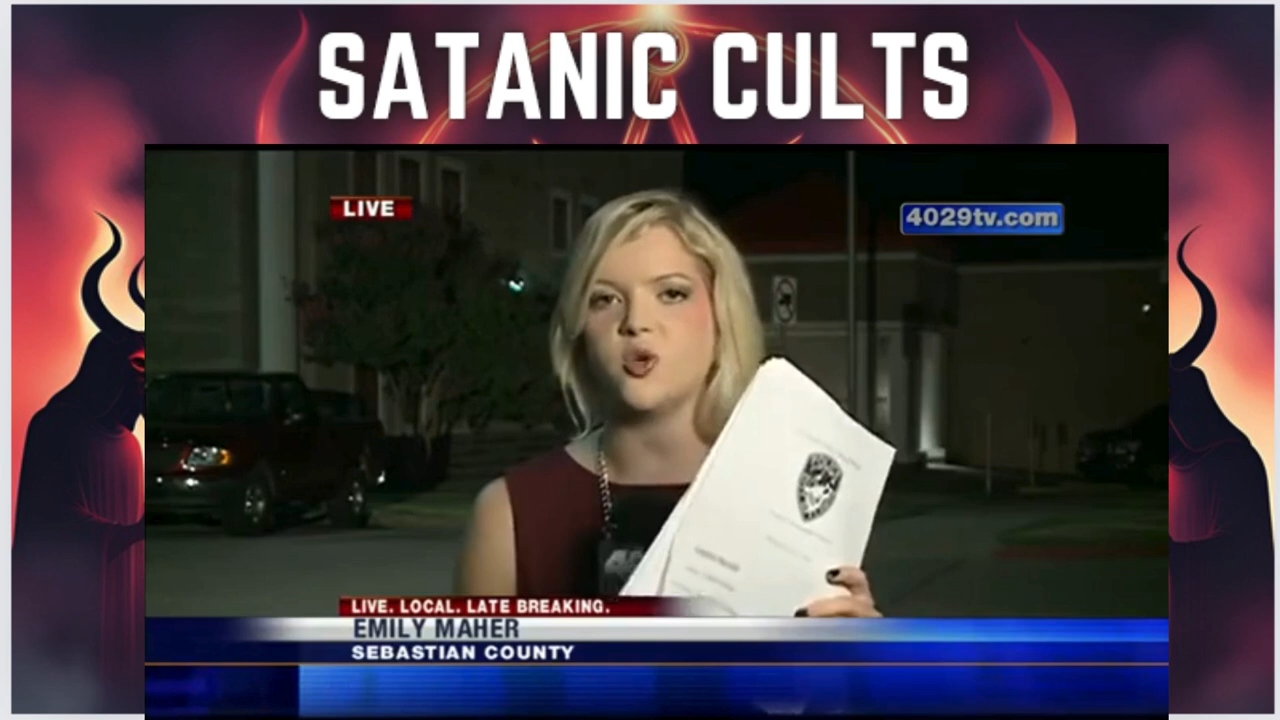 SATANIC CULTS
LIVE
4029tv.com
LIVE. LOCAL. LATE BREAKING.
EMILY MAHER
SEBASTIAN COUNTY